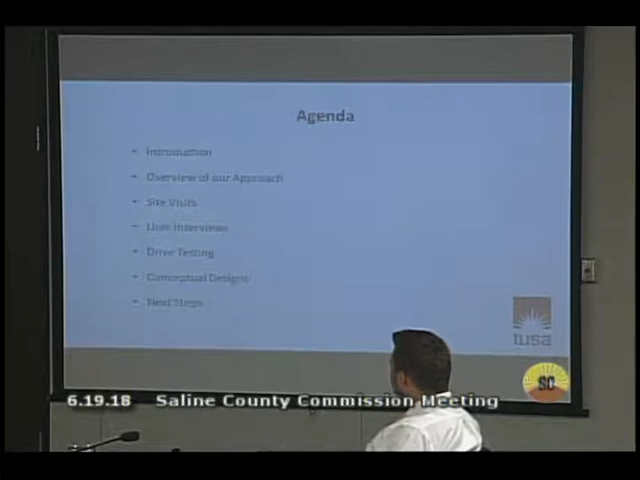 Agenda
• Introduction
• Overview of our Approach
• Site Visits
• User Interviews
• Drive Testing
• Conceptual Designs
• Next Steps
tusa
SC
6.19.18 Saline County Commission Meeting